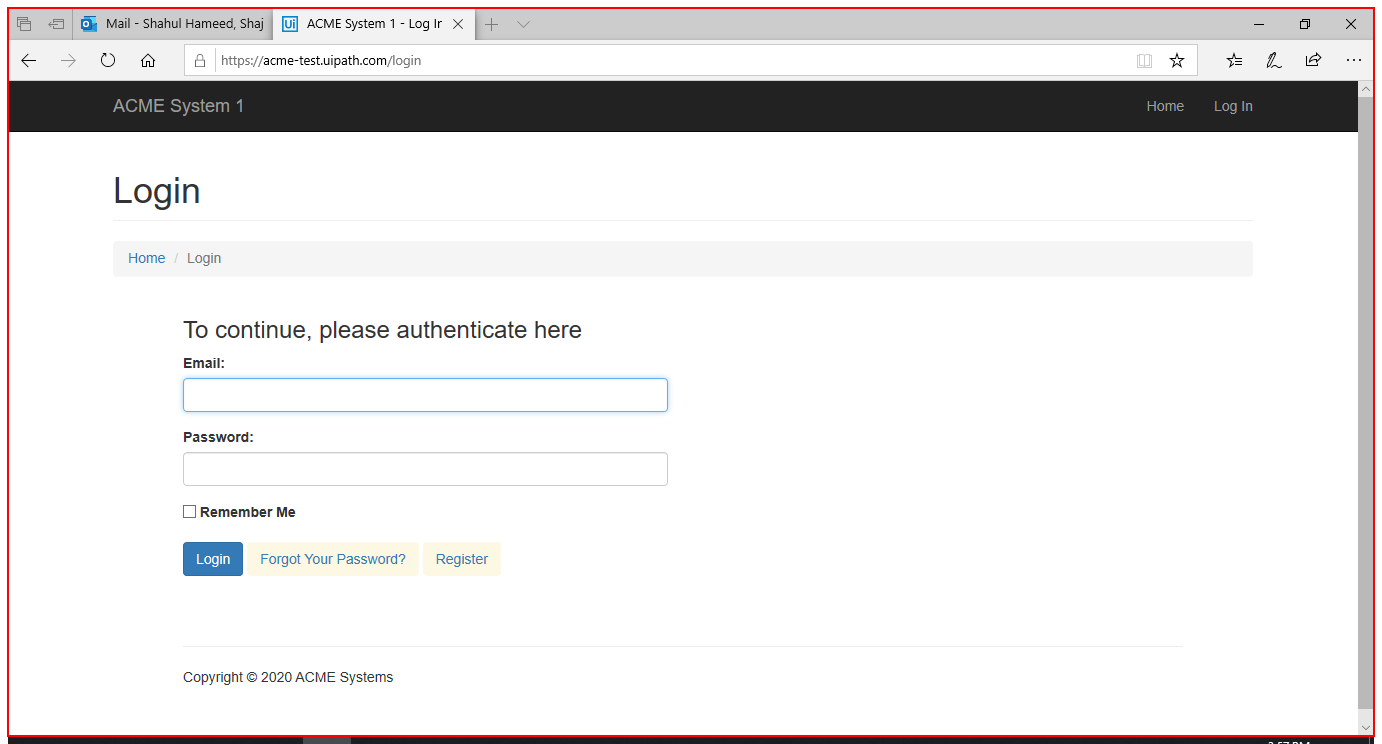 Mail - Shahul Hameed, Shaj
Ui ACME System 1 - Log Ir
https://acme-test.uipath.com/login
ACME System 1 Home Log In
Login
Home / Login
To continue, please authenticate here
Email:
Password:
Remember Me
Login Forgot Your Password? Register
Copyright © 2020 ACME Systems